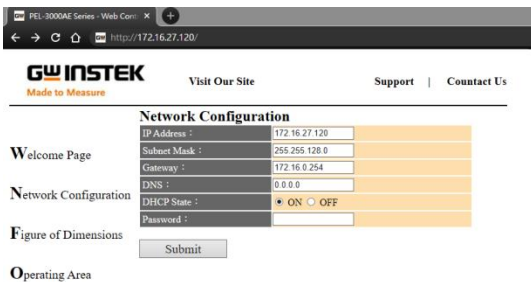 PEL-3000AE Series - Web Cont
http://172.16.27.120/
GW INSTEK
Made to Measure
Visit Our Site
Support | Countact Us
Network Configuration
IP Address : 172.16.27.120
Subnet Mask : 255.255.128.0
Gateway : 172.16.0.254
DNS : 0.0.0.0
DHCP State : ON OFF
Password :
Submit
Welcome Page
Network Configuration
Figure of Dimensions
Operating Area